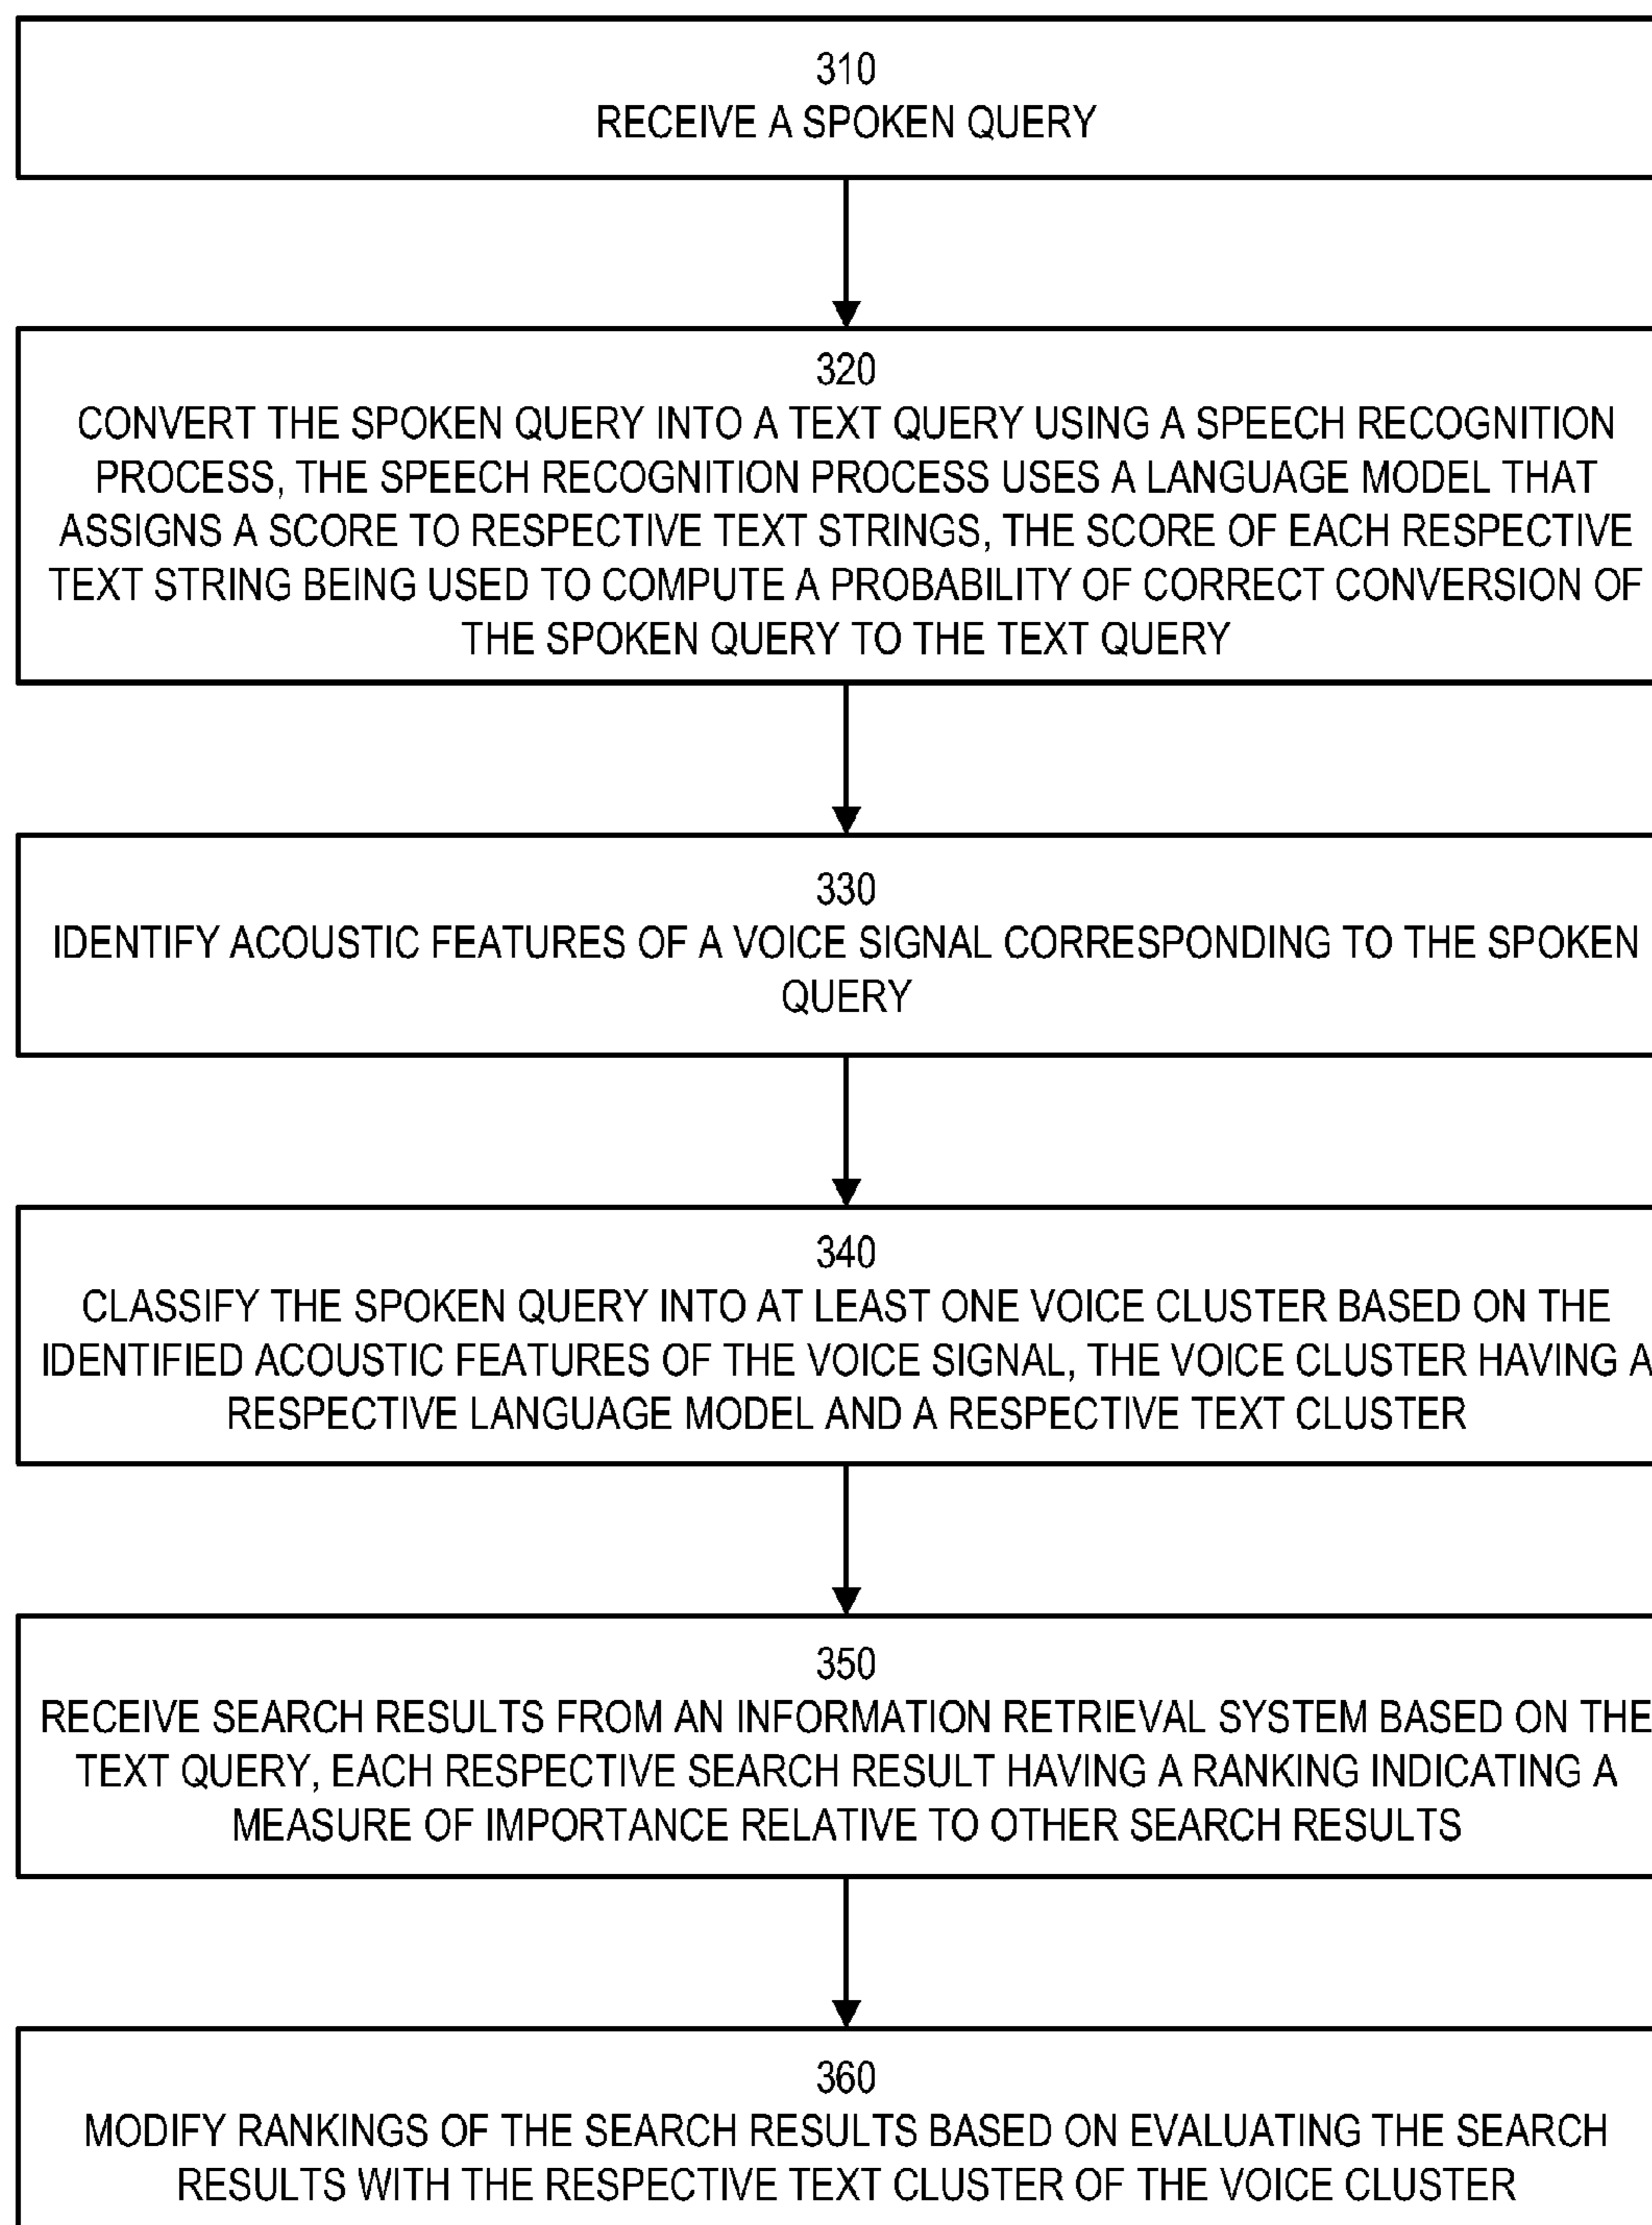 310
RECEIVE A SPOKEN QUERY
320
CONVERT THE SPOKEN QUERY INTO A TEXT QUERY USING A SPEECH RECOGNITION
PROCESS, THE SPEECH RECOGNITION PROCESS USES A LANGUAGE MODEL THAT
ASSIGNS A SCORE TO RESPECTIVE TEXT STRINGS, THE SCORE OF EACH RESPECTIVE
TEXT STRING BEING USED TO COMPUTE A PROBABILITY OF CORRECT CONVERSION OF
THE SPOKEN QUERY TO THE TEXT QUERY
330
IDENTIFY ACOUSTIC FEATURES OF A VOICE SIGNAL CORRESPONDING TO THE SPOKEN
QUERY
340
CLASSIFY THE SPOKEN QUERY INTO AT LEAST ONE VOICE CLUSTER BASED ON THE
IDENTIFIED ACOUSTIC FEATURES OF THE VOICE SIGNAL, THE VOICE CLUSTER HAVING A
RESPECTIVE LANGUAGE MODEL AND A RESPECTIVE TEXT CLUSTER
350
RECEIVE SEARCH RESULTS FROM AN INFORMATION RETRIEVAL SYSTEM BASED ON THE
TEXT QUERY, EACH RESPECTIVE SEARCH RESULT HAVING A RANKING INDICATING A
MEASURE OF IMPORTANCE RELATIVE TO OTHER SEARCH RESULTS
360
MODIFY RANKINGS OF THE SEARCH RESULTS BASED ON EVALUATING THE SEARCH
RESULTS WITH THE RESPECTIVE TEXT CLUSTER OF THE VOICE CLUSTER